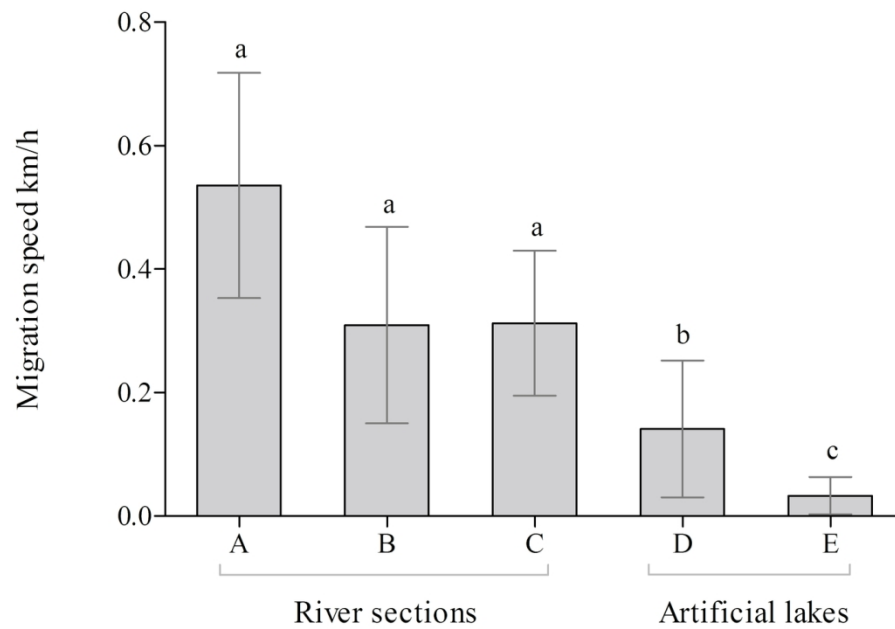 Migration speed km/h
0.8
0.6
0.4
0.2
0.0
a
a
a
b
c
A B C D E
River sections Artificial lakes